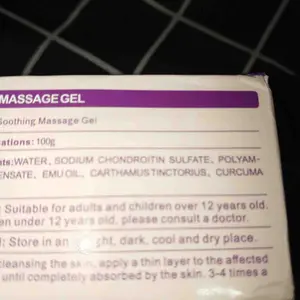 MASSAGE GEL
Soothing Massage Gel
ations: 100g
ts: WATER, SODIUM CHONDROITIN SULFATE, POLYAM-
ENSATE, EMU OIL, CARTHAMUS TINCTORIUS, CURCUMA
: Suitable for adults and children over 12 years old.
en under 12 years old, please consult a doctor.
: Store in an ght, dark, cool and dry place.
cleansing the skin, apply a thin layer to the affected
until completely absorbed by the skin. 3-4 times a